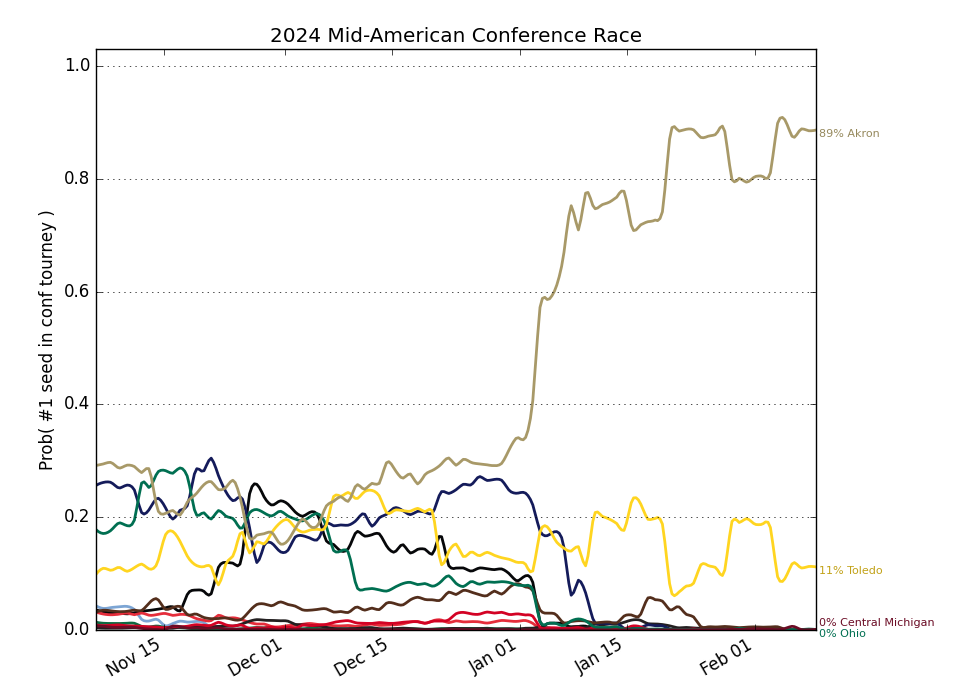 2024 Mid-American Conference Race
Prob( #1 seed in conf tourney )
1.0
0.8
0.6
0.4
0.2
0.0
Nov 15
Dec 01
Dec 15
Jan 01
Jan 15
Feb 01
89% Akron
11% Toledo
0% Central Michigan
0% Ohio